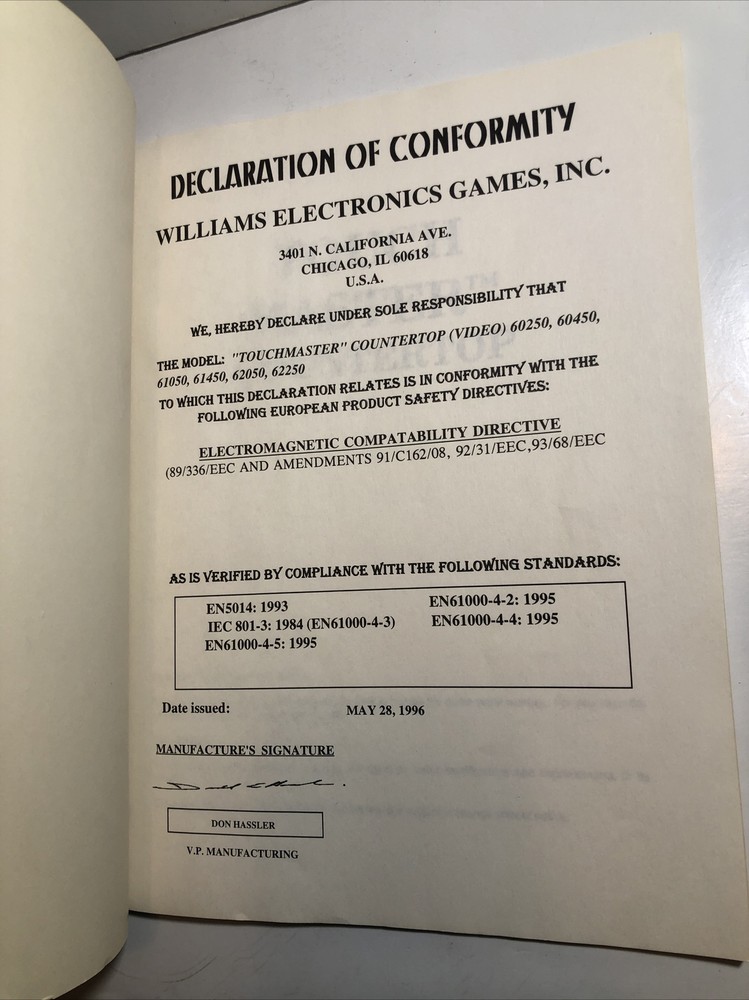 DECLARATION OF CONFORMITY
WILLIAMS ELECTRONICS GAMES, INC.
3401 N. CALIFORNIA AVE.
CHICAGO, IL 60618
U.S.A.
WE, HEREBY DECLARE UNDER SOLE RESPONSIBILITY THAT
THE MODEL: "TOUCHMASTER" COUNTERTOP (VIDEO) 60250, 60450,
61050, 61450, 62050, 62250
TO WHICH THIS DECLARATION RELATES IS IN CONFORMITY WITH THE
FOLLOWING EUROPEAN PRODUCT SAFETY DIRECTIVES:
ELECTROMAGNETIC COMPATABILITY DIRECTIVE
(89/336/EEC AND AMENDMENTS 91/C162/08, 92/31/EEC,93/68/EEC
AS IS VERIFIED BY COMPLIANCE WITH THE FOLLOWING STANDARDS:
EN5014: 1993 EN61000-4-2: 1995
IEC 801-3: 1984 (EN61000-4-3) EN61000-4-4: 1995
EN61000-4-5: 1995
Date issued: MAY 28, 1996
MANUFACTURE'S SIGNATURE
DON HASSLER
V.P. MANUFACTURING